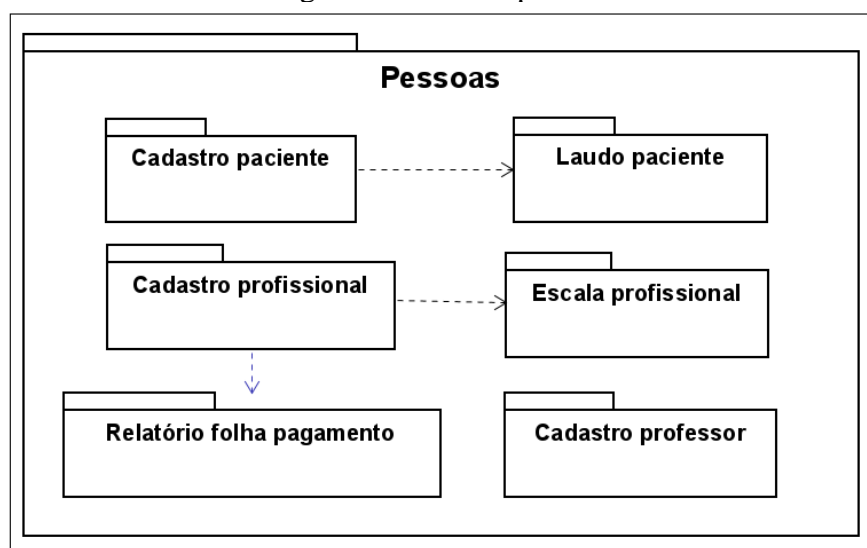 Pessoas
Cadastro paciente
Laudo paciente
Cadastro profissional
Escala profissional
Relatório folha pagamento
Cadastro professor